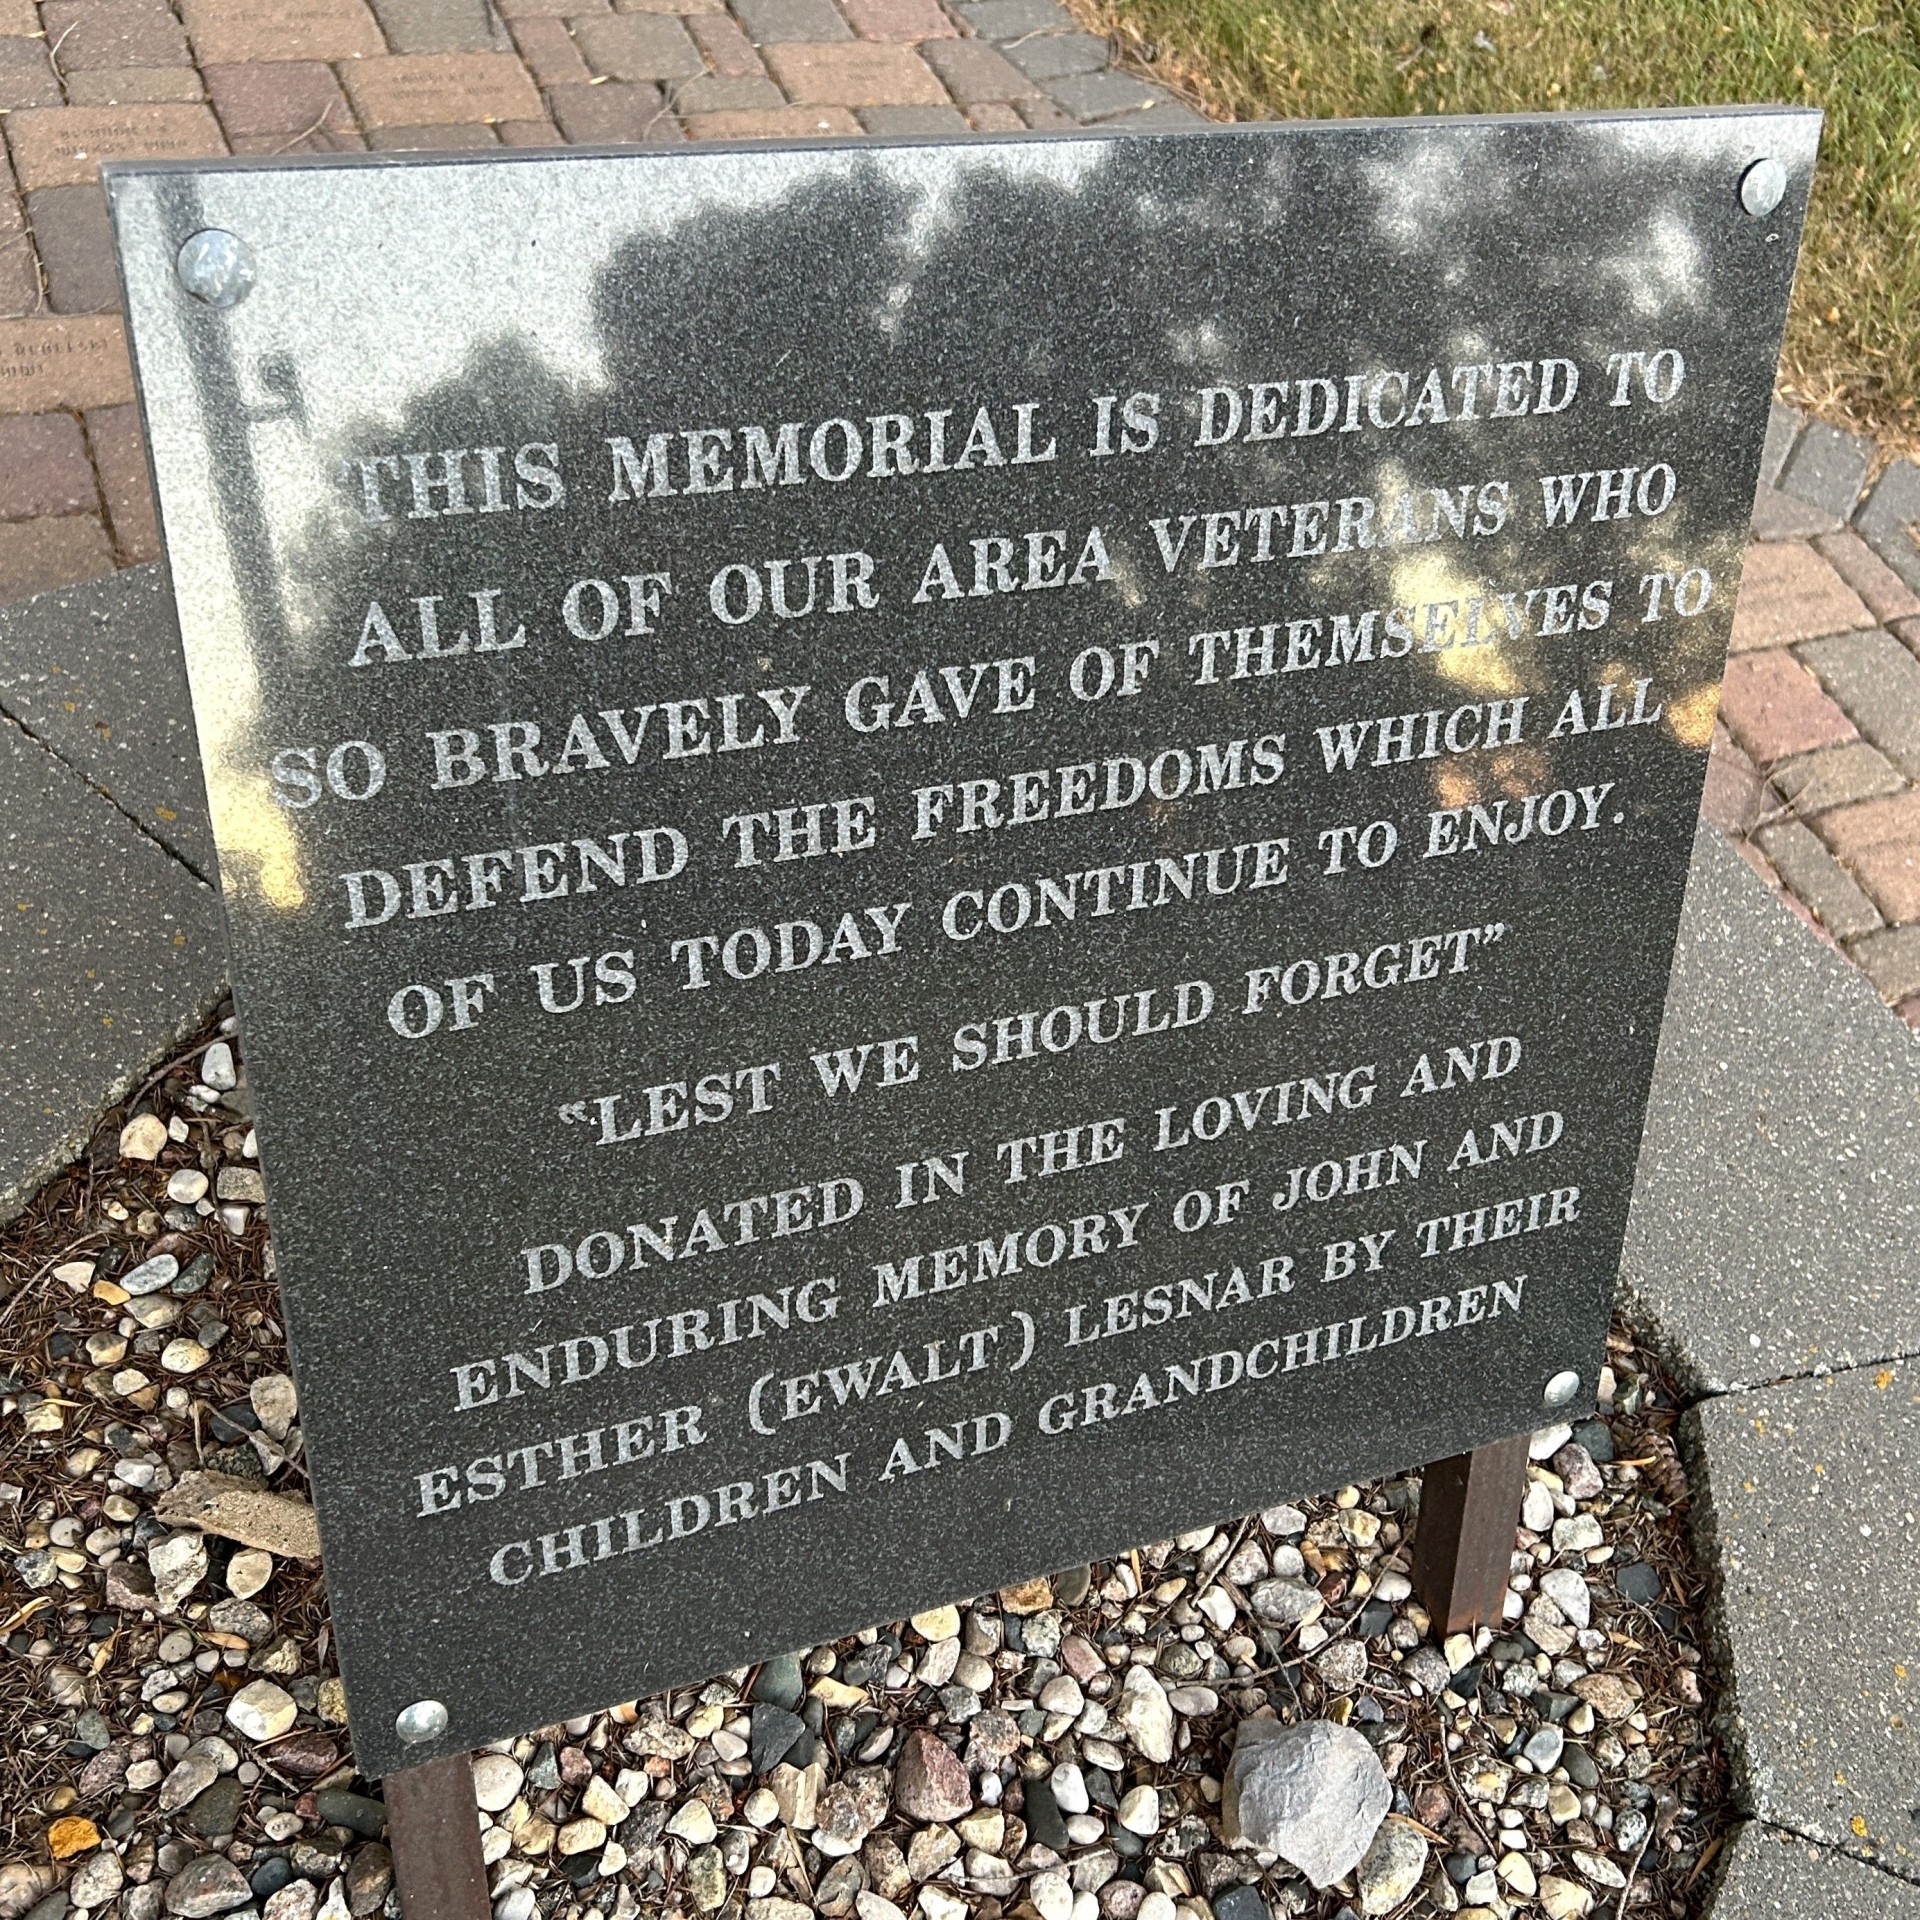 THIS MEMORIAL IS DEDICATED TO
ALL OF OUR AREA VETERANS WHO
SO BRAVELY GAVE OF THEMSELVES TO
DEFEND THE FREEDOMS WHICH ALL
OF US TODAY CONTINUE TO ENJOY.
“LEST WE SHOULD FORGET”
DONATED IN THE LOVING AND
ENDURING MEMORY OF JOHN AND
ESTHER (EWALT) LESNAR BY THEIR
CHILDREN AND GRANDCHILDREN